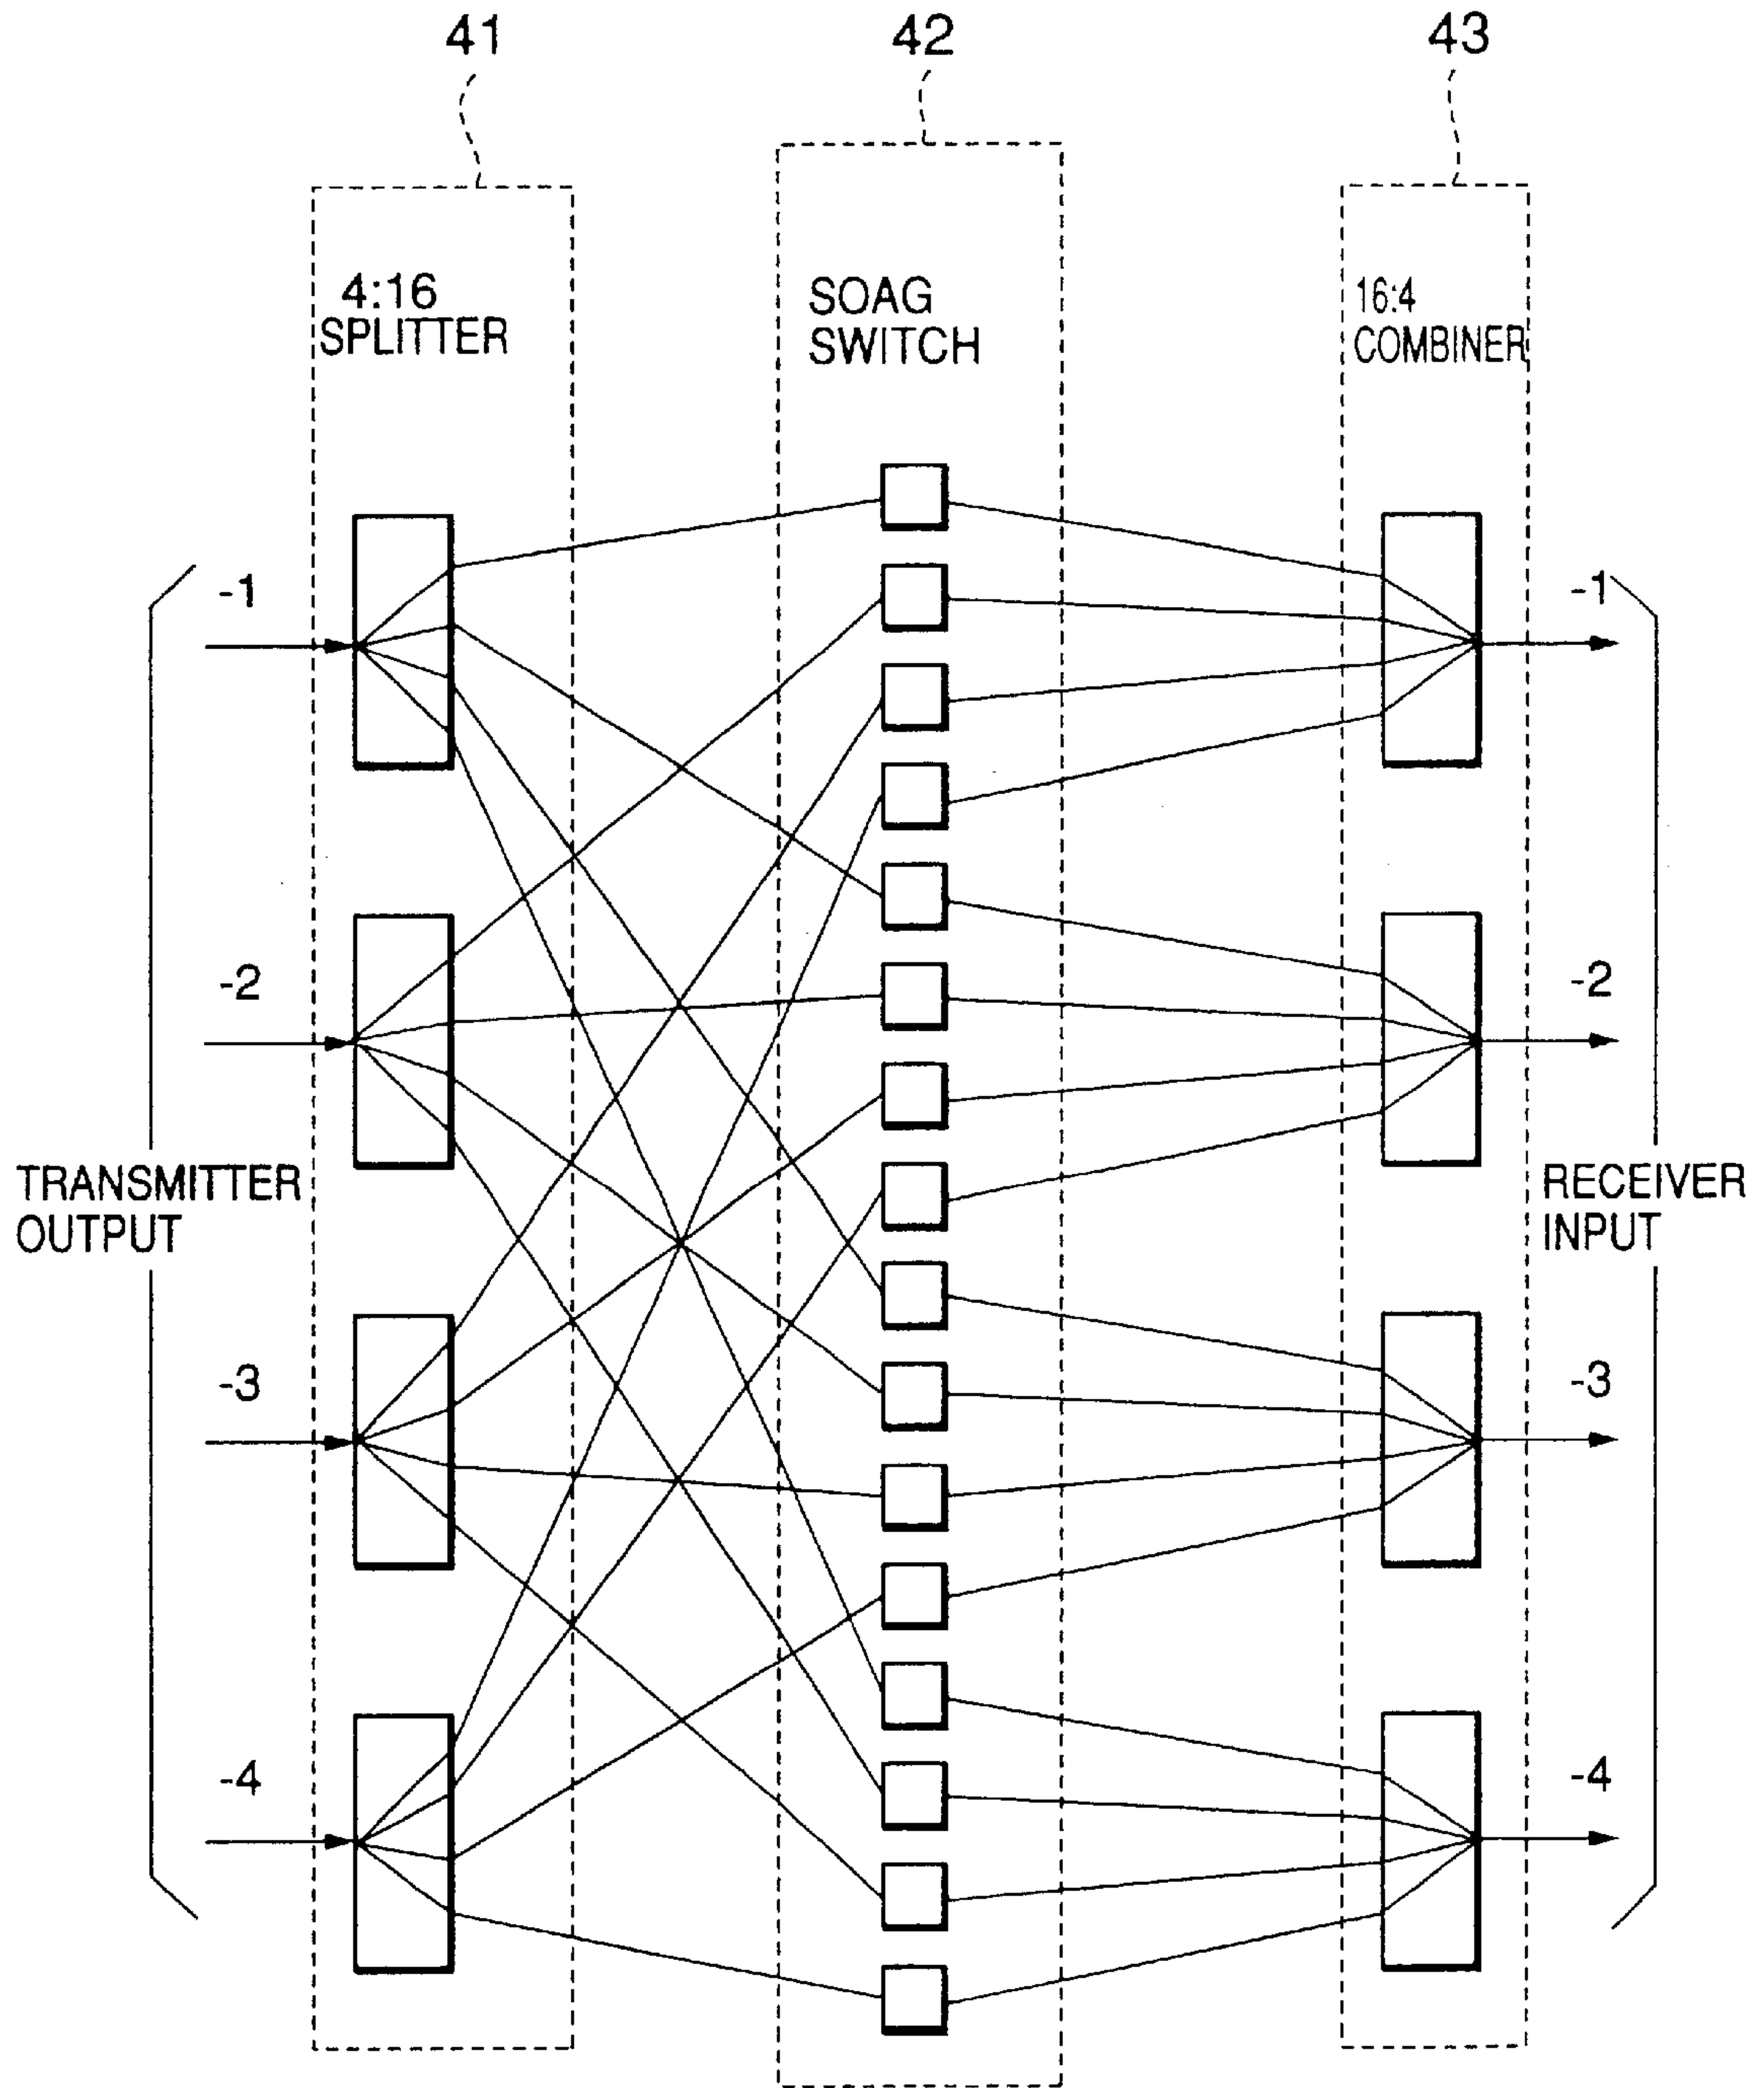 41
42
43
4:16
SPLITTER
SOAG
SWITCH
16:4
COMBINER
-1
-1
-2
-2
TRANSMITTER
OUTPUT
RECEIVER
INPUT
-3
-3
-4
-4